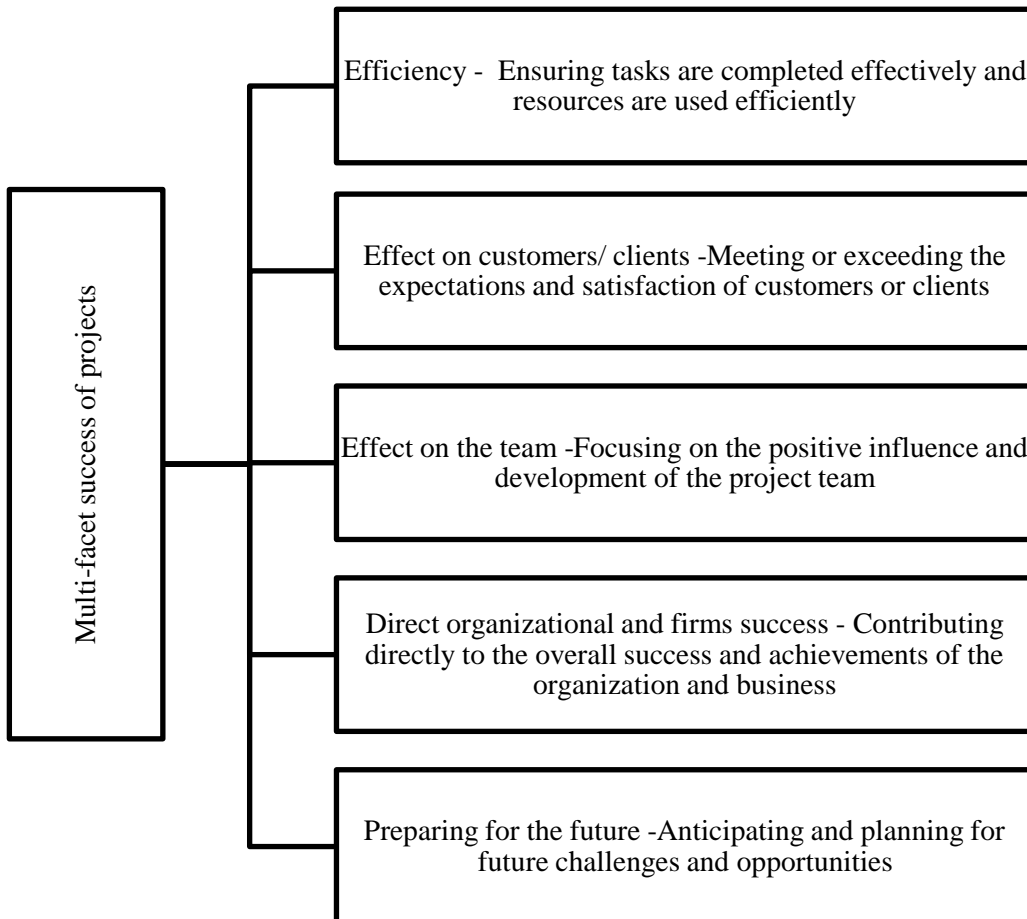 Multi-facet success of projects
Efficiency -  Ensuring tasks are completed effectively and
resources are used efficiently
Effect on customers/ clients -Meeting or exceeding the
expectations and satisfaction of customers or clients
Effect on the team -Focusing on the positive influence and
development of the project team
Direct organizational and firms success - Contributing
directly to the overall success and achievements of the
organization and business
Preparing for the future -Anticipating and planning for
future challenges and opportunities